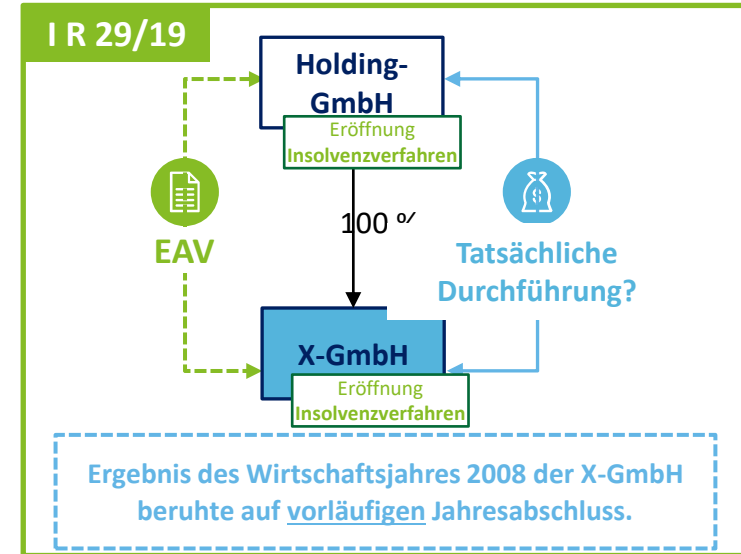 I R 29/19
Holding-
GmbH
Eröffnung
Insolvenzverfahren
100 %
EAV
Tatsächliche
Durchführung?
X-GmbH
Eröffnung
Insolvenzverfahren
Ergebnis des Wirtschaftsjahres 2008 der X-GmbH
beruhte auf vorläufigen Jahresabschluss.